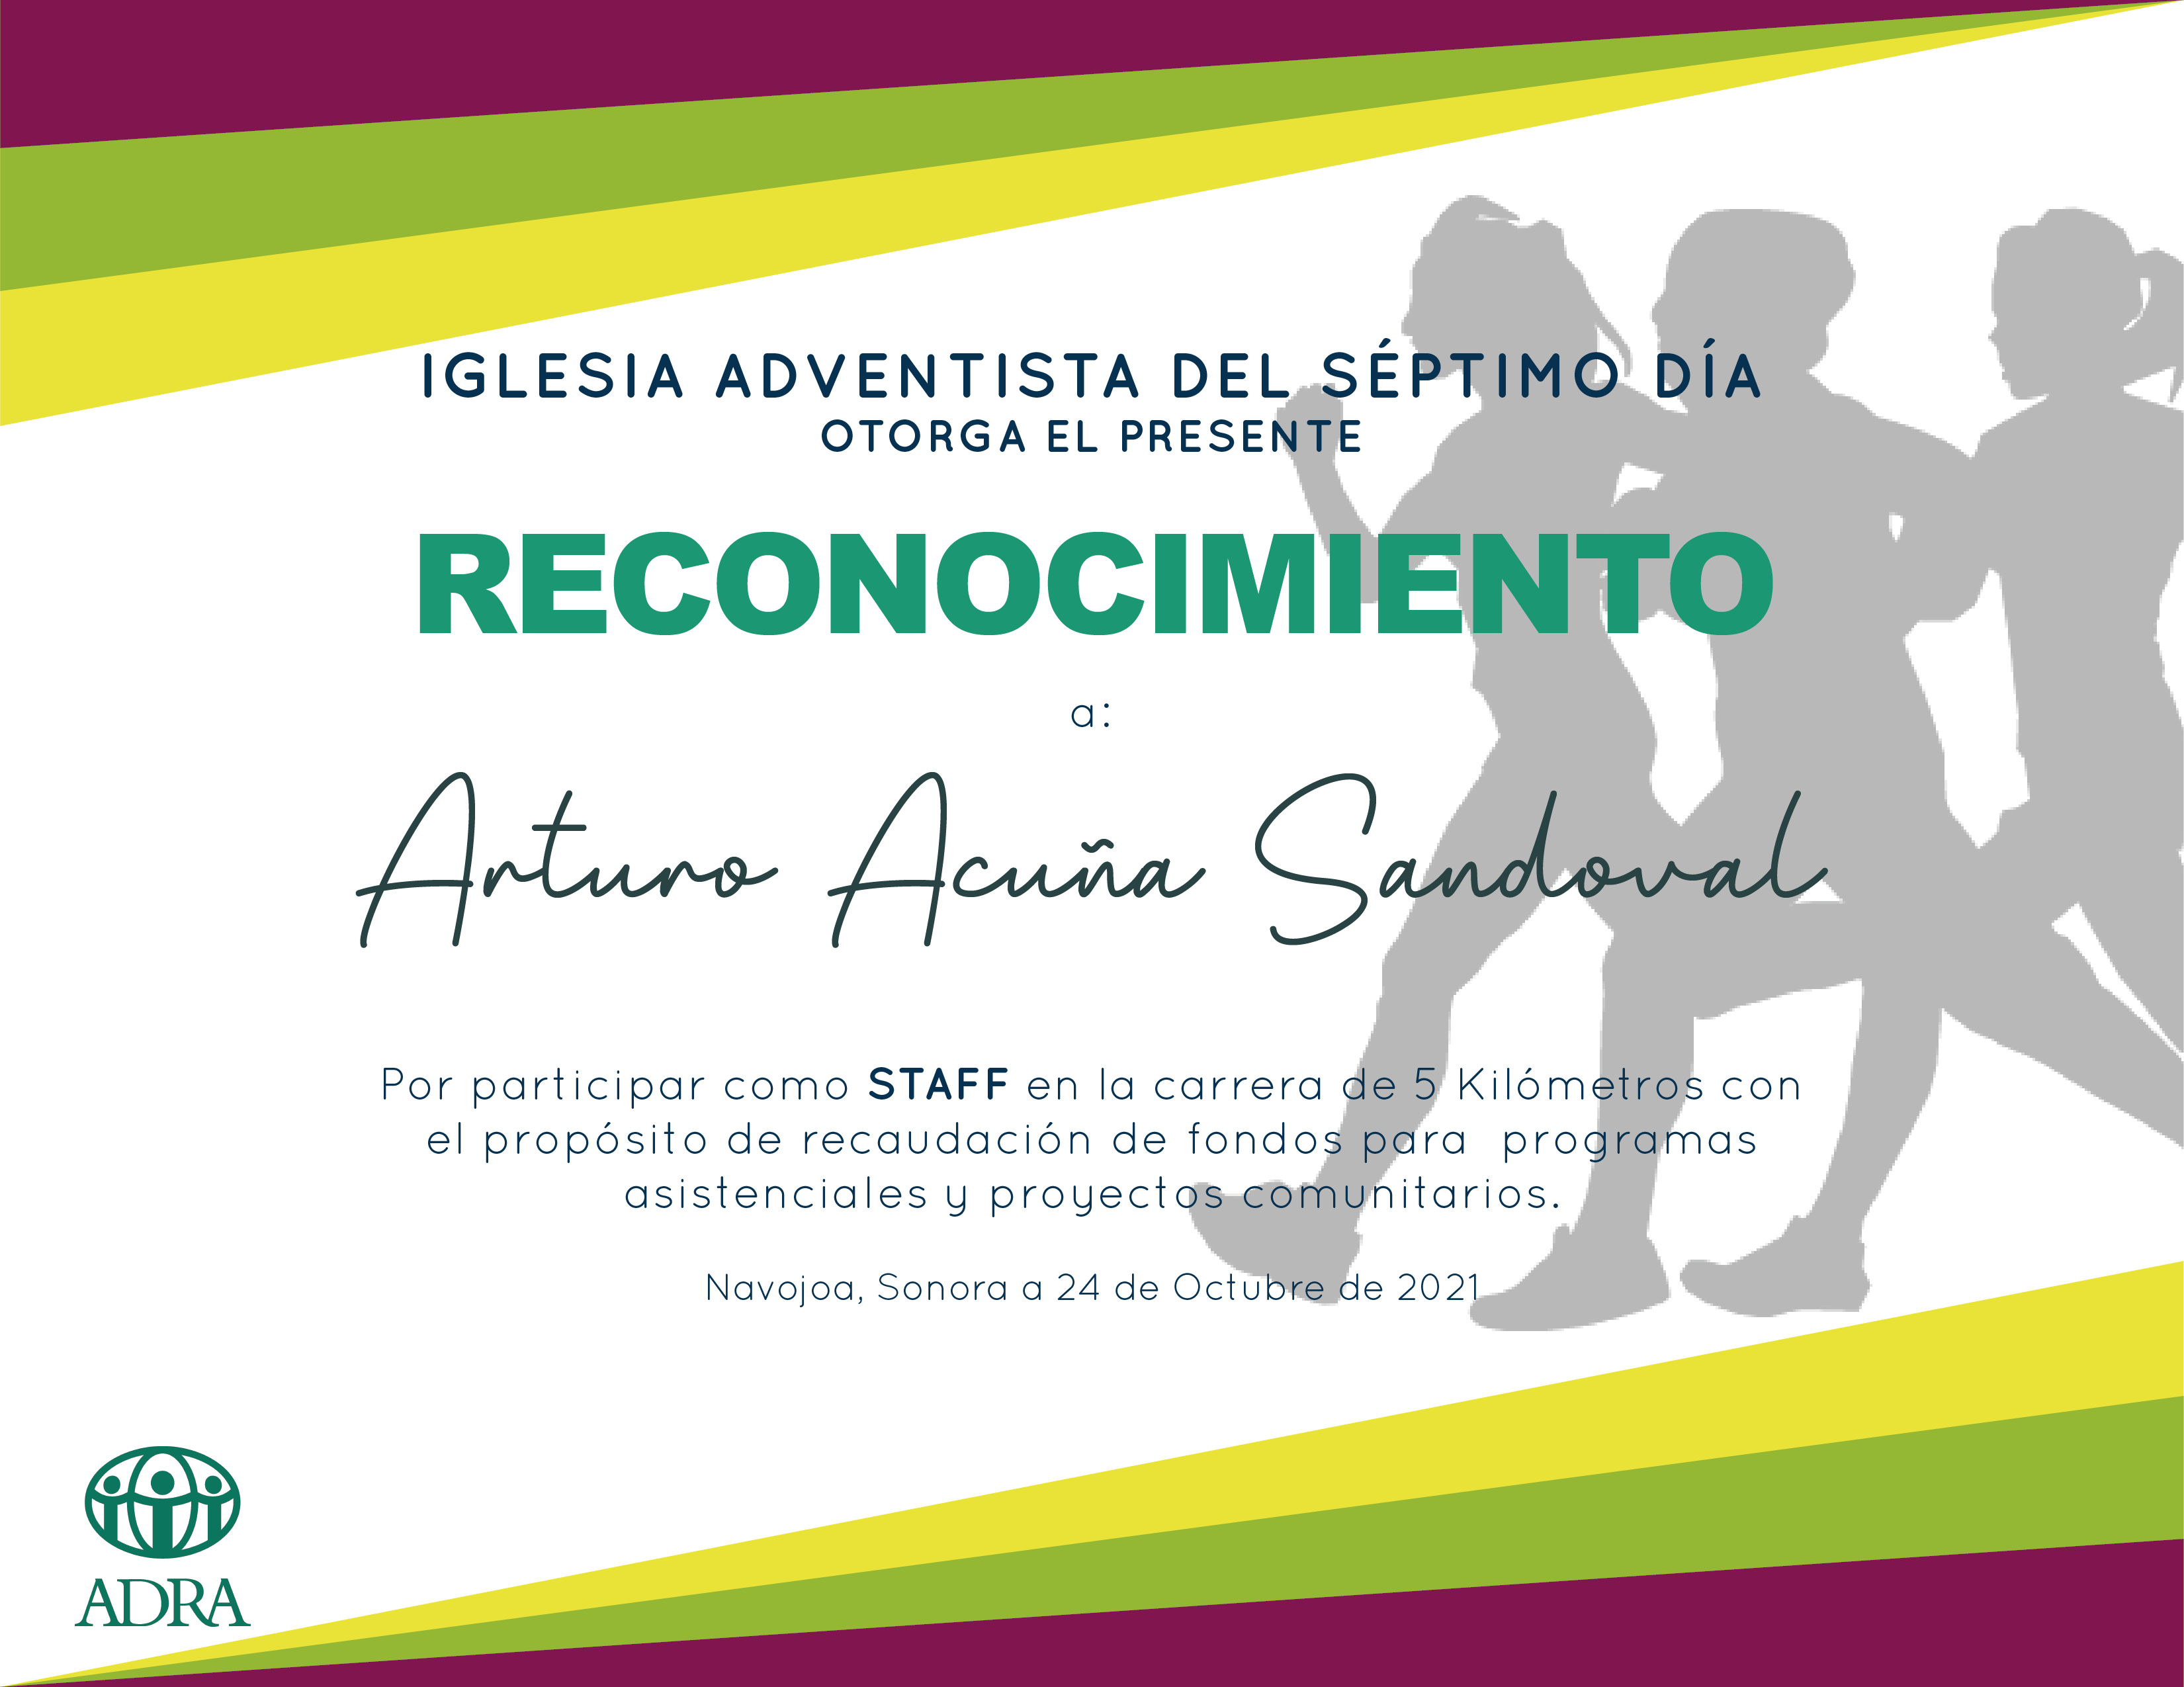 IGLESIA ADVENTISTA DEL SÉPTIMO DÍA
OTORGA EL PRESENTE
RECONOCIMIENTO
a:
Arturo Acuña Sandoval
Por participar como STAFF en la carrera de 5 Kilómetros con
el propósito de recaudación de fondos para programas
asistenciales y proyectos comunitarios.
Navojoa, Sonora a 24 de Octubre de 2021
ADRA